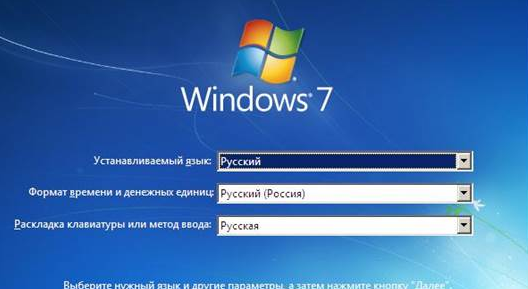 Windows 7
Устанавливаемый язык: Русский
Формат времени и денежных единиц: Русский (Россия)
Раскладка клавиатуры или метод ввода: Русская
Выберите нужный язык и другие параметры, а затем нажмите кнопку "Далее".